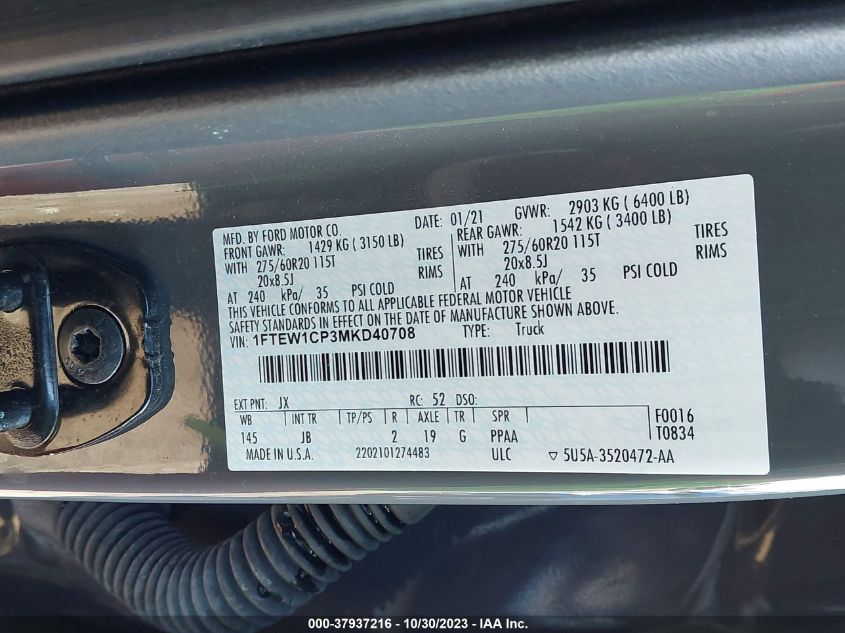 MFD. BY FORD MOTOR CO. DATE: 01/21 GVWR: 2903 KG ( 6400 LB)
FRONT GAWR: 1429 KG ( 3150 LB) REAR GAWR: 1542 KG ( 3400 LB)
WITH 275/60R20 115T TIRES WITH 275/60R20 115T TIRES
20x8.5J RIMS 20x8.5J RIMS
AT 240 kPa/ 35 PSI COLD AT 240 kPa/ 35 PSI COLD
THIS VEHICLE CONFORMS TO ALL APPLICABLE FEDERAL MOTOR VEHICLE
SAFETY STANDARDS IN EFFECT ON THE DATE OF MANUFACTURE SHOWN ABOVE.
VIN: 1FTEW1CP3MKD40708 TYPE: Truck
EXT PNT: JX RC: 52 DSO:
WB INT TR TP/PS R AXLE TR SPR F0016
145 JB 2 19 G PPAA T0834
MADE IN U.S.A. 2202101274483 ULC ▽ 5U5A-3520472-AA
000-37937216 - 10/30/2023 - IAA Inc.